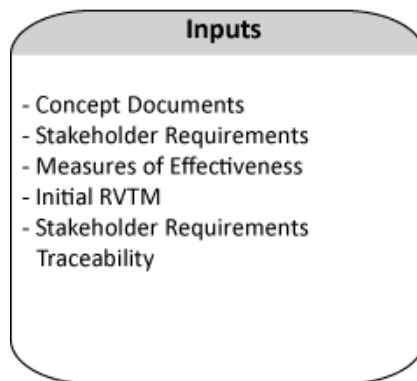 Inputs
- Concept Documents
- Stakeholder Requirements
- Measures of Effectiveness
- Initial RVTM
- Stakeholder Requirements
Traceability